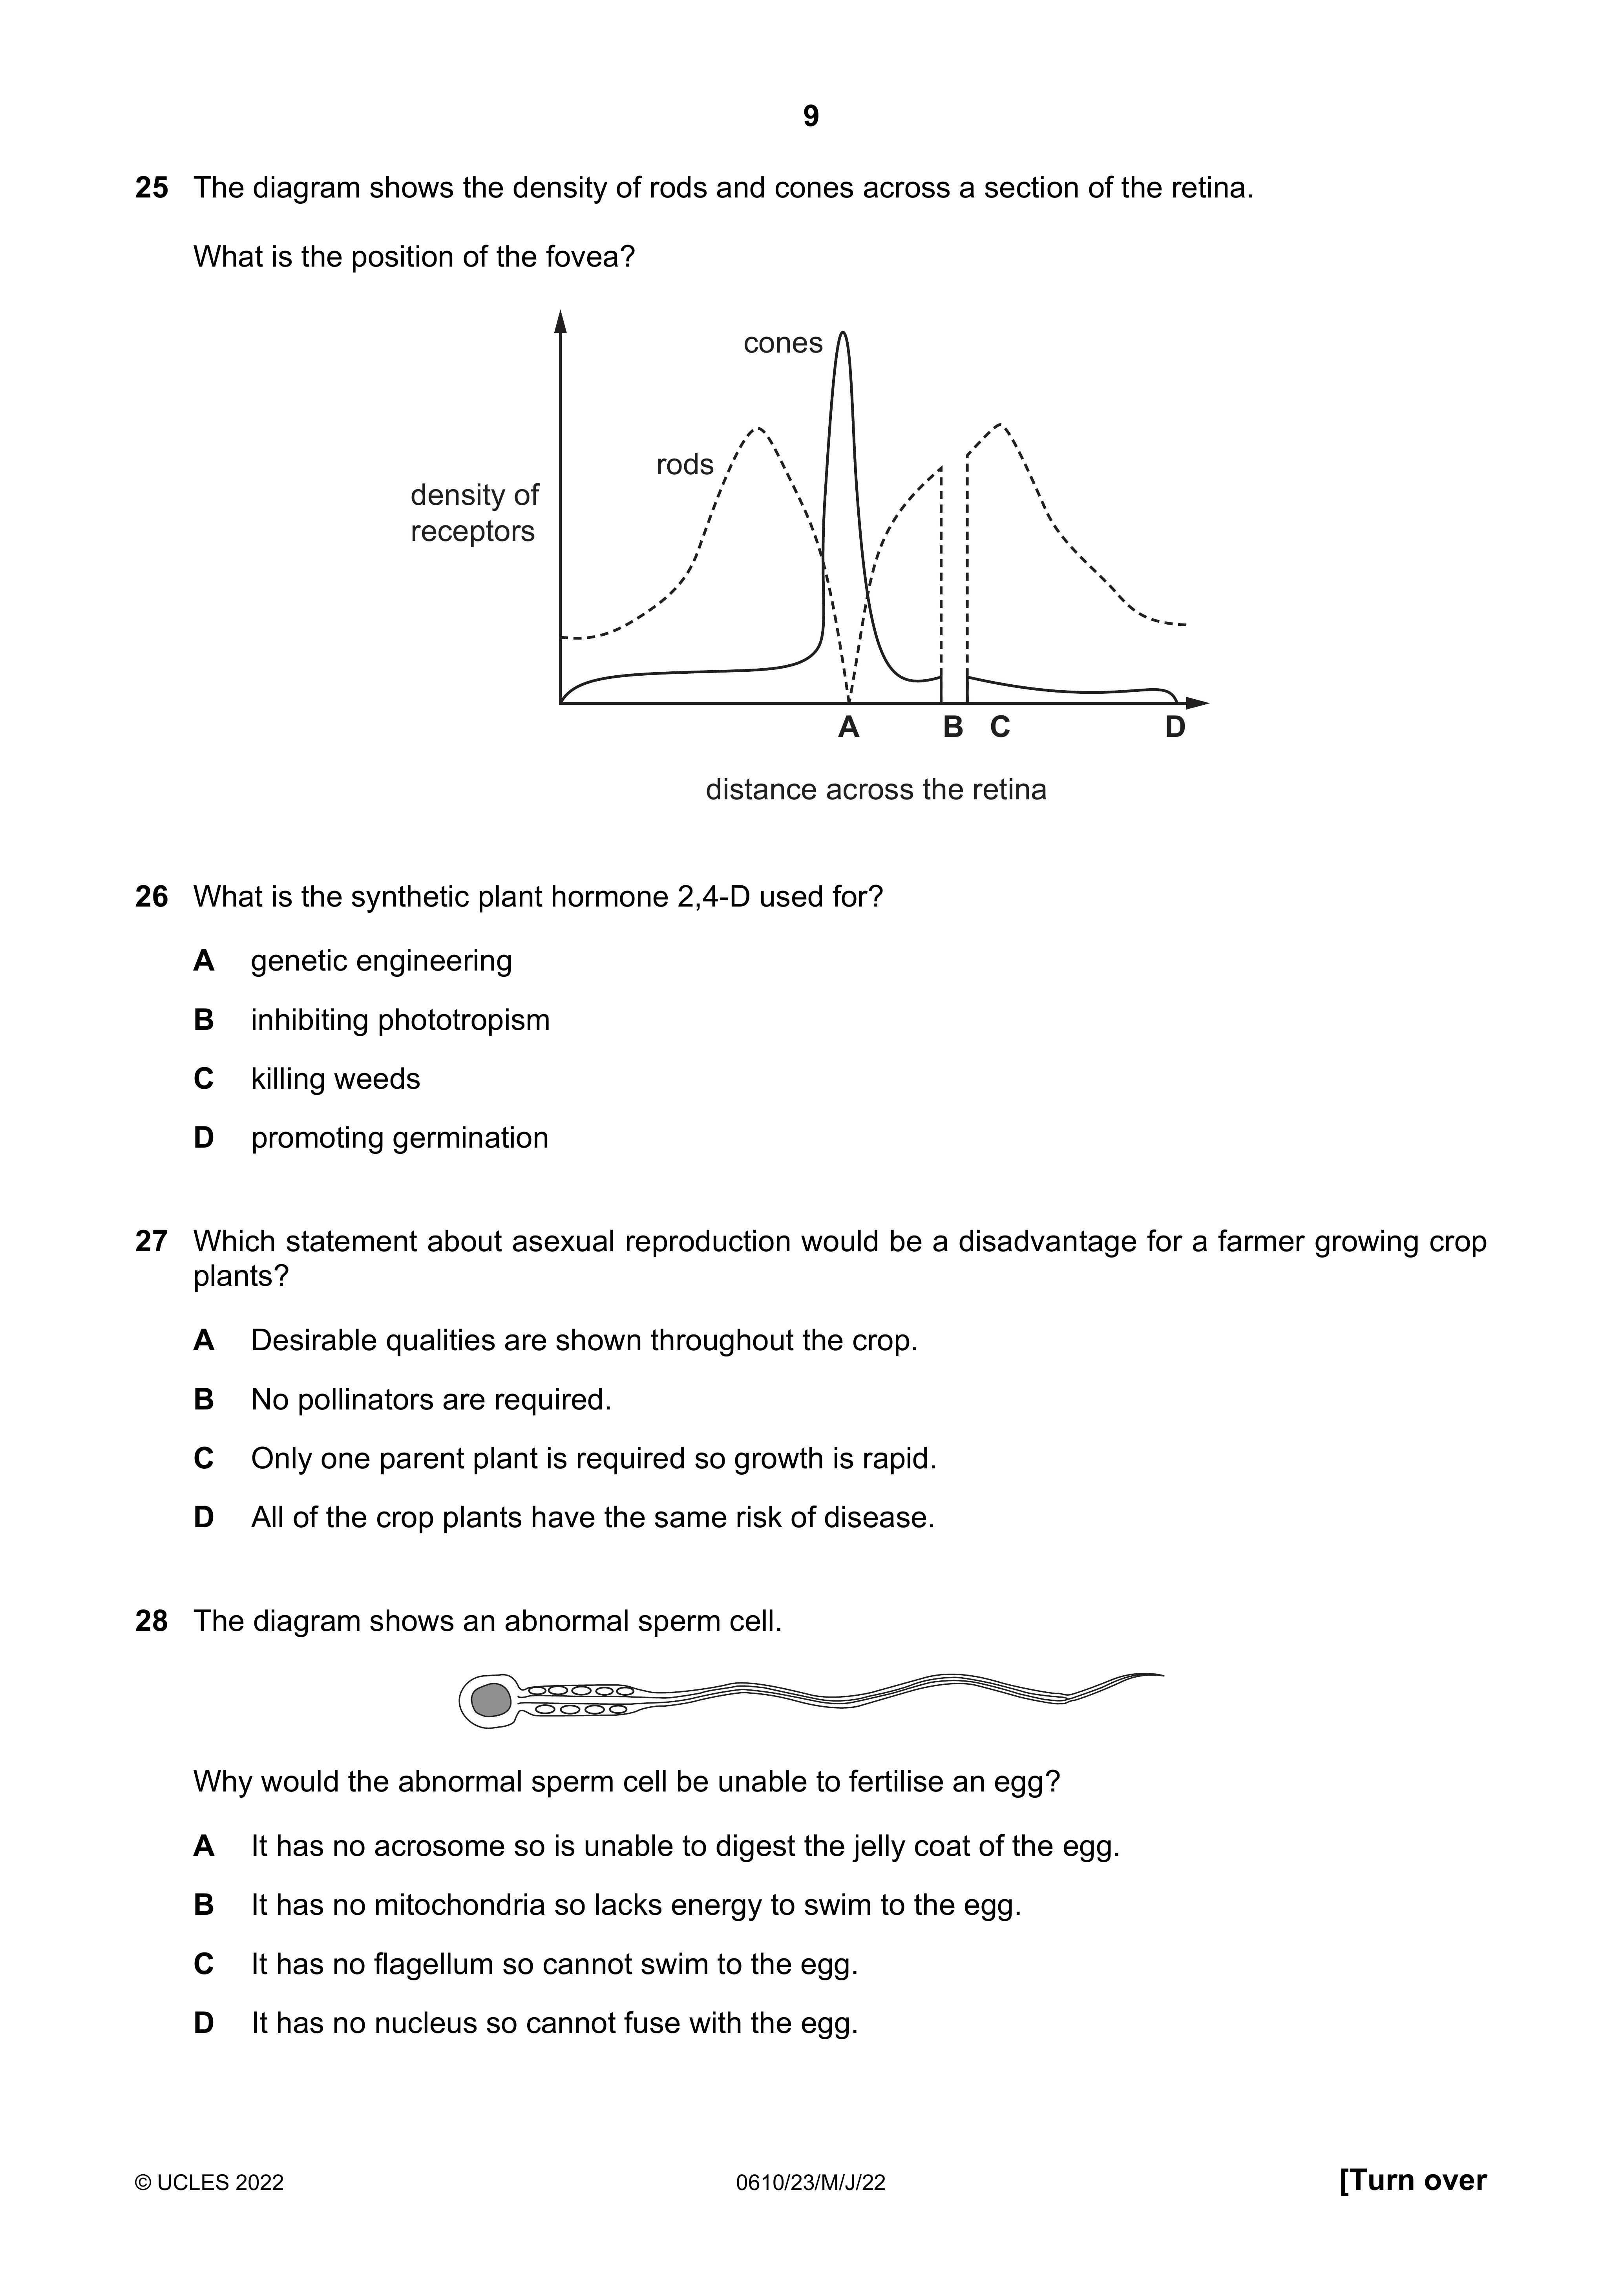 9
25 The diagram shows the density of rods and cones across a section of the retina.
What is the position of the fovea?
cones
rods
density of
receptors
A B C D
distance across the retina
26 What is the synthetic plant hormone 2,4-D used for?
A genetic engineering
B inhibiting phototropism
C killing weeds
D promoting germination
27 Which statement about asexual reproduction would be a disadvantage for a farmer growing crop
plants?
A Desirable qualities are shown throughout the crop.
B No pollinators are required.
C Only one parent plant is required so growth is rapid.
D All of the crop plants have the same risk of disease.
28 The diagram shows an abnormal sperm cell.
Why would the abnormal sperm cell be unable to fertilise an egg?
A It has no acrosome so is unable to digest the jelly coat of the egg.
B It has no mitochondria so lacks energy to swim to the egg.
C It has no flagellum so cannot swim to the egg.
D It has no nucleus so cannot fuse with the egg.
© UCLES 2022 0610/23/M/J/22 [Turn over